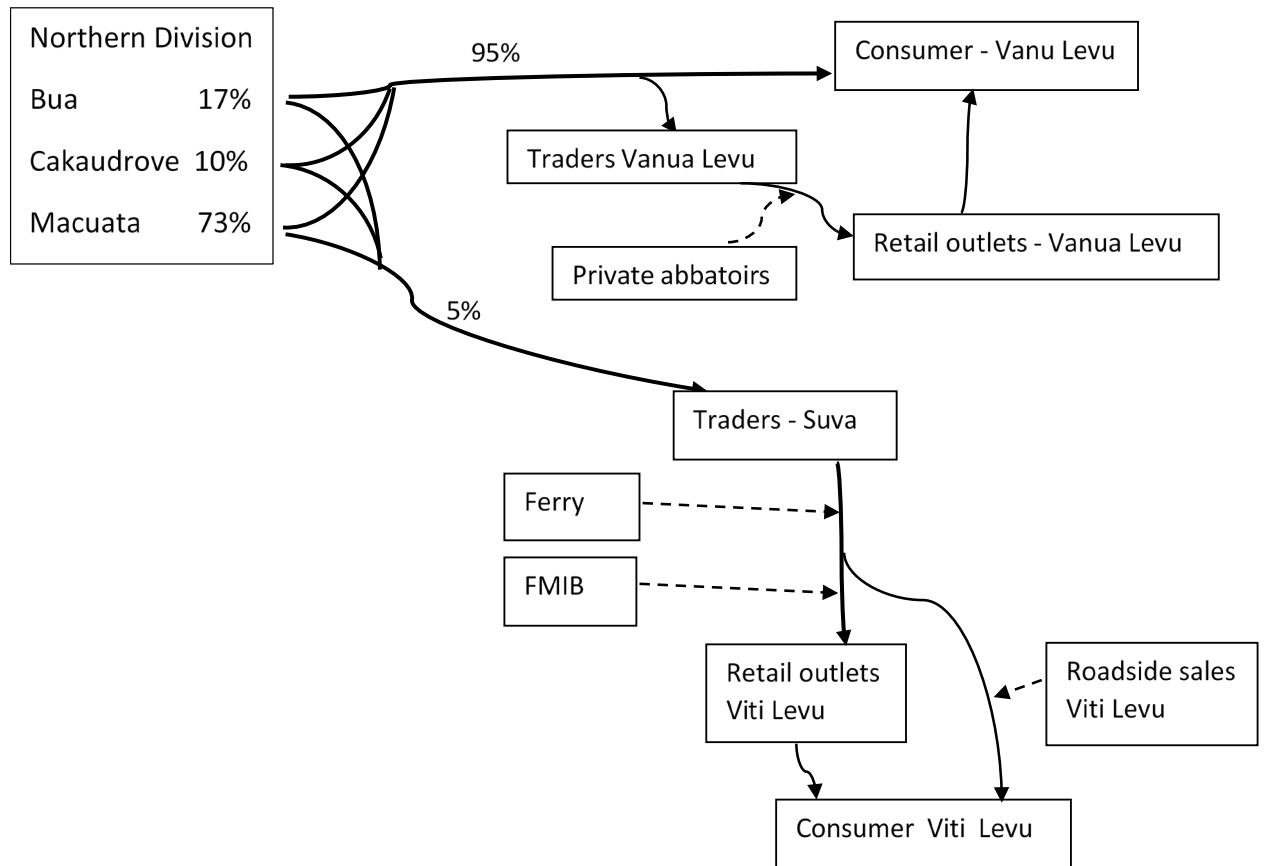 Northern Division
Bua 17%
Cakaudrove 10%
Macuata 73%
95%
Consumer - Vanu Levu
Traders Vanua Levu
Private abbatoirs
Retail outlets - Vanua Levu
5%
Traders - Suva
Ferry
FMIB
Retail outlets
Viti Levu
Roadside sales
Viti Levu
Consumer Viti Levu